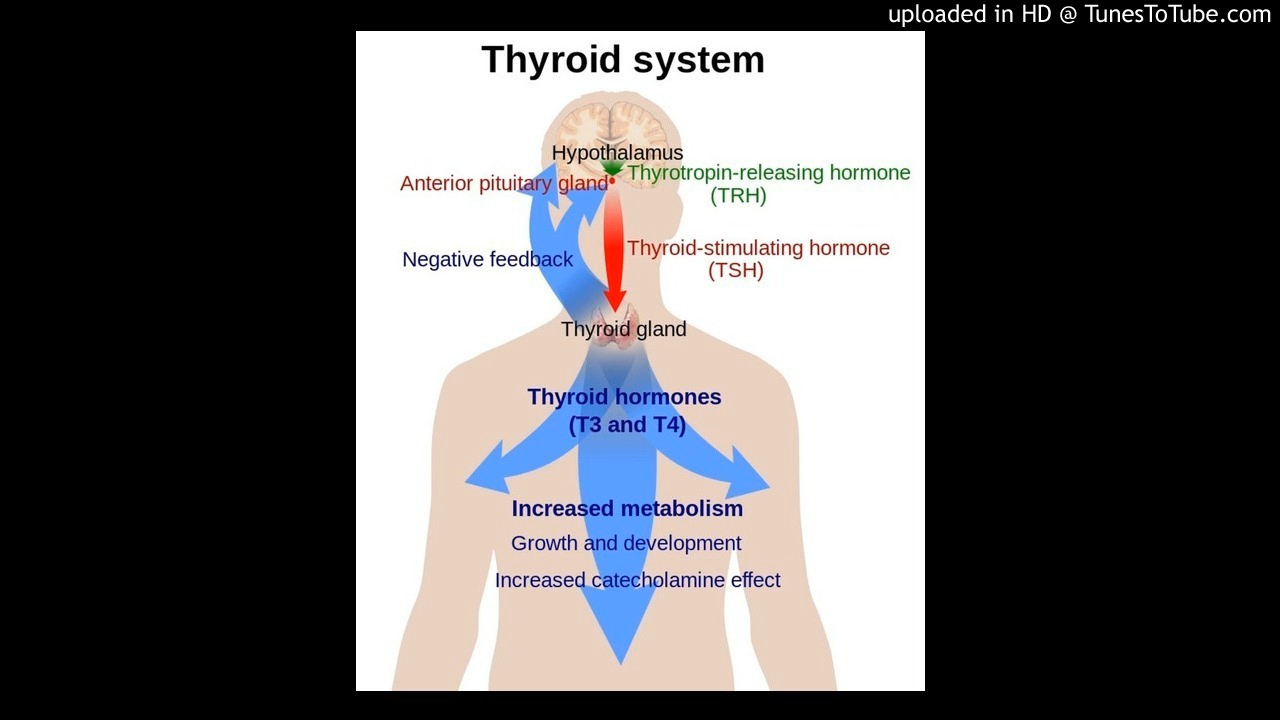 uploaded in HD @ TunesToTube.com
Thyroid system
Hypothalamus
Thyrotropin-releasing hormone
(TRH)
Anterior pituitary gland
Thyroid-stimulating hormone
(TSH)
Negative feedback
Thyroid gland
Thyroid hormones
(T3 and T4)
Increased metabolism
Growth and development
Increased catecholamine effect